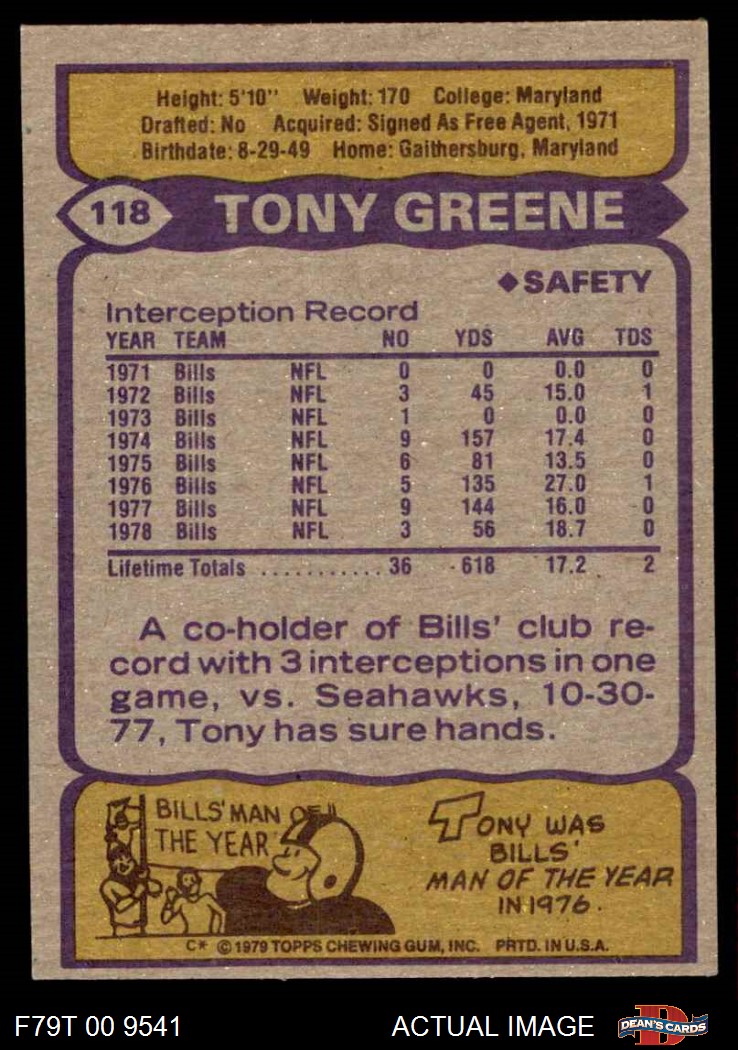 Height: 5'10" Weight: 170 College: Maryland
Drafted: No Acquired: Signed As Free Agent, 1971
Birthdate: 8-29-49 Home: Gaithersburg, Maryland
118 TONY GREENE
◆SAFETY
Interception Record
YEAR TEAM NO YDS AVG TDS
1971 Bills NFL 0 0 0.0 0
1972 Bills NFL 3 45 15.0 1
1973 Bills NFL 1 0 0.0 0
1974 Bills NFL 9 157 17.4 0
1975 Bills NFL 6 81 13.5 0
1976 Bills NFL 5 135 27.0 1
1977 Bills NFL 9 144 16.0 0
1978 Bills NFL 3 56 18.7 0
Lifetime Totals ........... 36 618 17.2 2
A co-holder of Bills' club re-
cord with 3 interceptions in one
game, vs. Seahawks, 10-30-
77, Tony has sure hands.
BILLS' MAN OF
THE YEAR
TONY WAS
BILLS'
MAN OF THE YEAR
IN 1976.
C* © 1979 TOPPS CHEWING GUM, INC. PRTD. IN U.S.A.
F79T 00 9541 ACTUAL IMAGE D DEAN'S CARDS